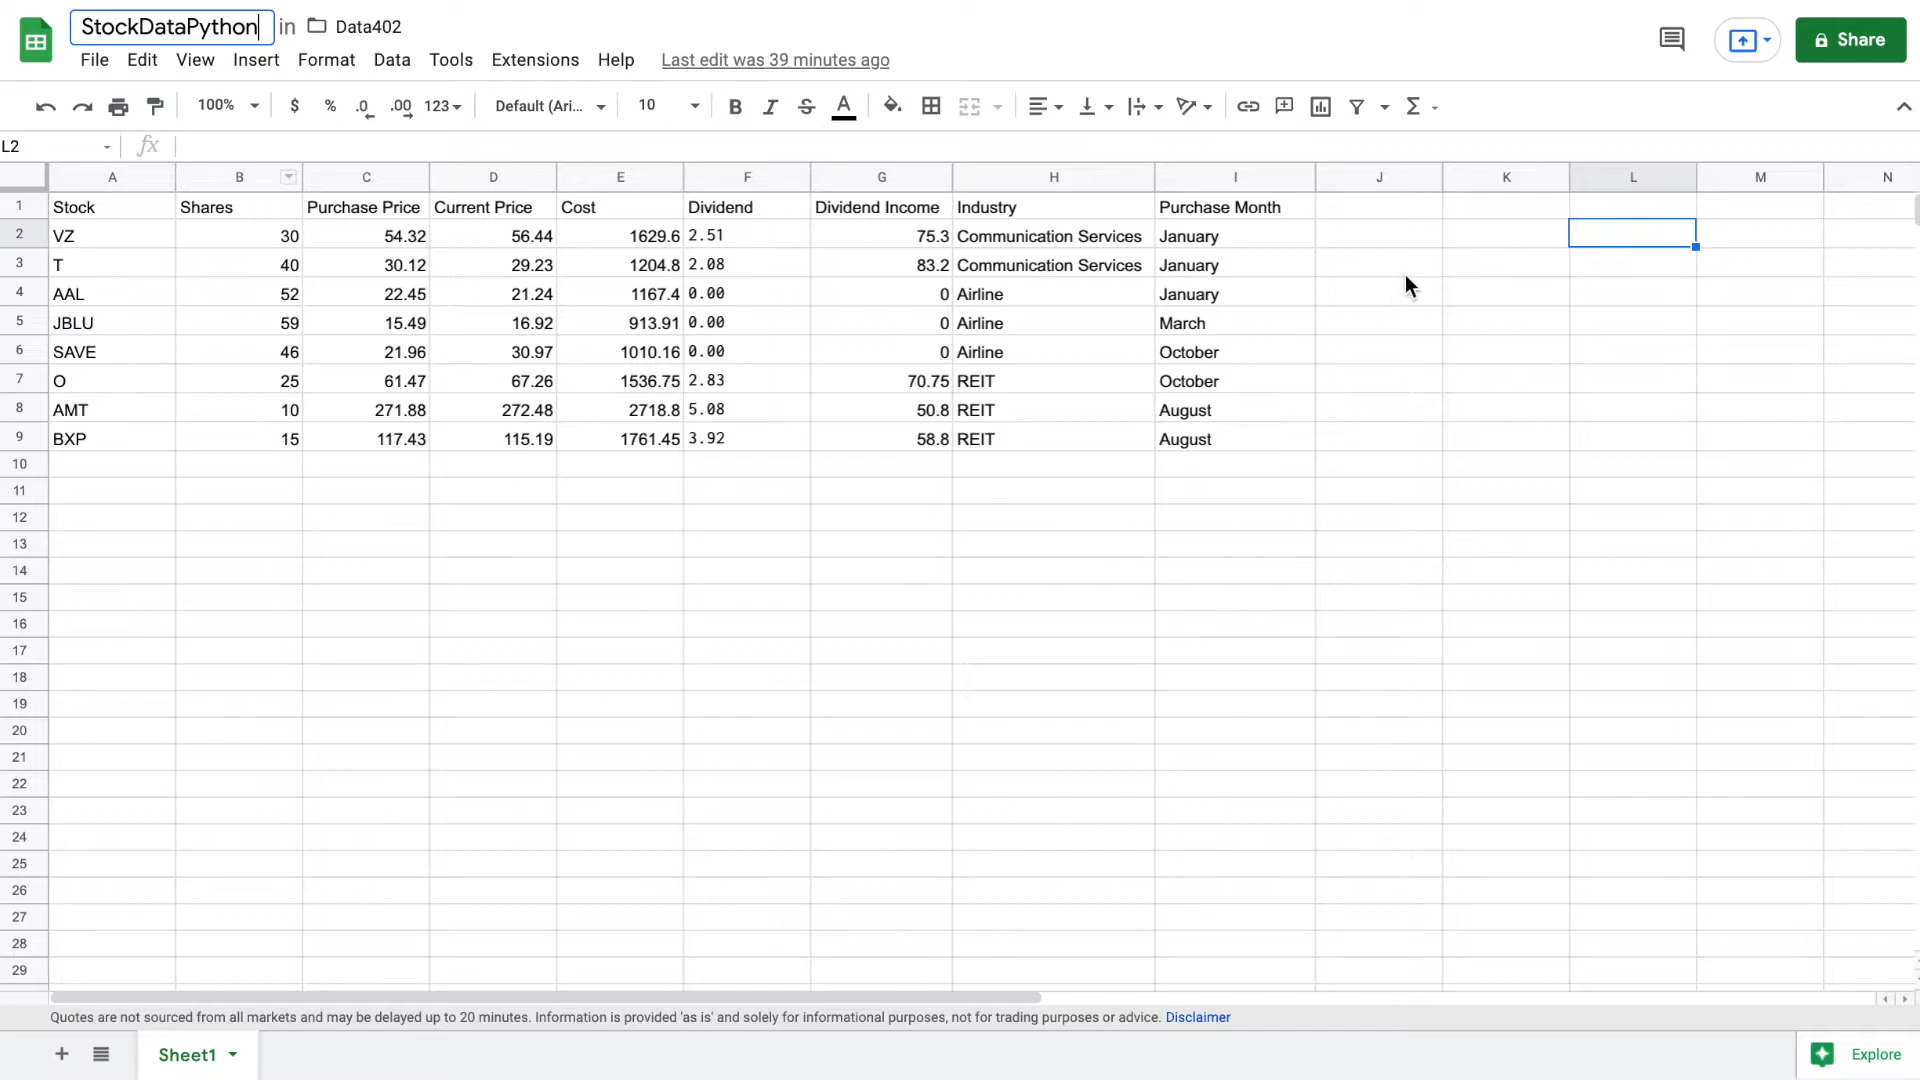 StockDataPython in Data402
File Edit View Insert Format Data Tools Extensions Help Last edit was 39 minutes ago
Share
100% $ % .0 .00 123 Default (Ari... 10 B I S A Σ
L2 fx
A B C D E F G H I J K L M N
1 Stock Shares Purchase Price Current Price Cost Dividend Dividend Income Industry Purchase Month
2 VZ 30 54.32 56.44 1629.6 2.51 75.3 Communication Services January
3 T 40 30.12 29.23 1204.8 2.08 83.2 Communication Services January
4 AAL 52 22.45 21.24 1167.4 0.00 0 Airline January
5 JBLU 59 15.49 16.92 913.91 0.00 0 Airline March
6 SAVE 46 21.96 30.97 1010.16 0.00 0 Airline October
7 O 25 61.47 67.26 1536.75 2.83 70.75 REIT October
8 AMT 10 271.88 272.48 2718.8 5.08 50.8 REIT August
9 BXP 15 117.43 115.19 1761.45 3.92 58.8 REIT August
10
11
12
13
14
15
16
17
18
19
20
21
22
23
24
25
26
27
28
29
Quotes are not sourced from all markets and may be delayed up to 20 minutes. Information is provided 'as is' and solely for informational purposes, not for trading purposes or advice. Disclaimer
+ Sheet1 Explore